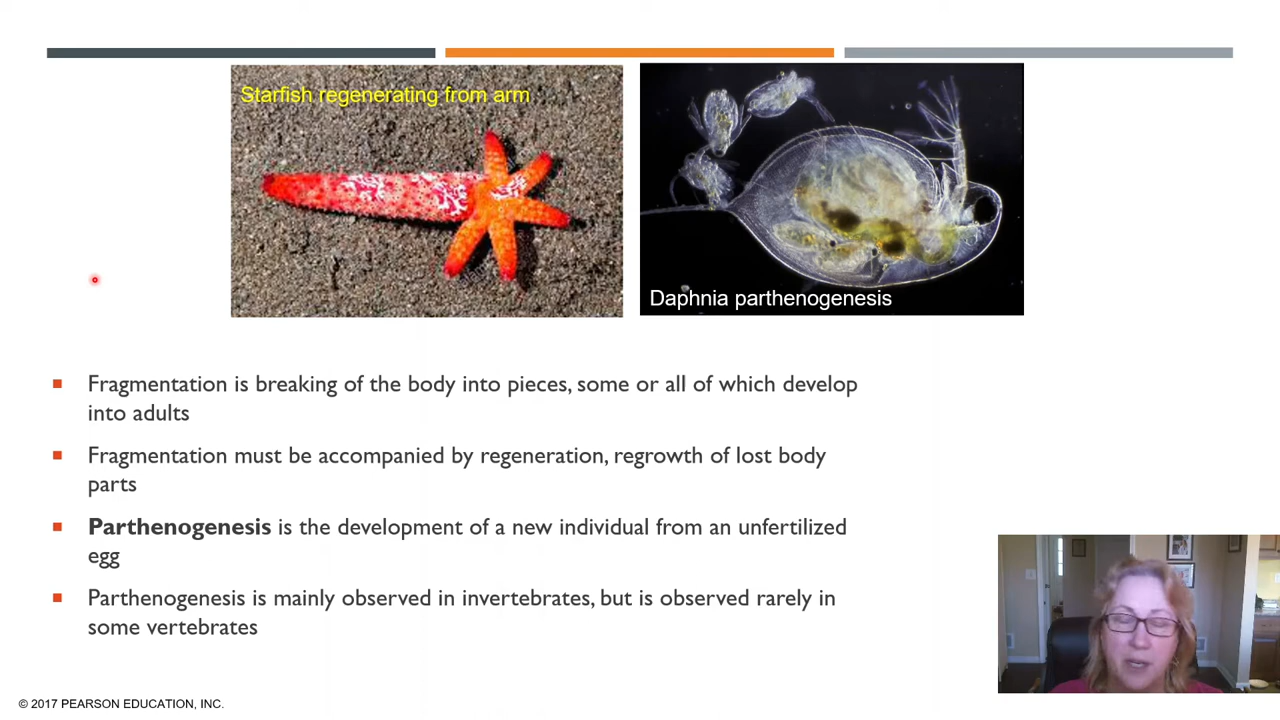 Starfish regenerating from arm
Daphnia parthenogenesis
Fragmentation is breaking of the body into pieces, some or all of which develop
into adults
Fragmentation must be accompanied by regeneration, regrowth of lost body
parts
Parthenogenesis is the development of a new individual from an unfertilized
egg
Parthenogenesis is mainly observed in invertebrates, but is observed rarely in
some vertebrates
© 2017 PEARSON EDUCATION, INC.